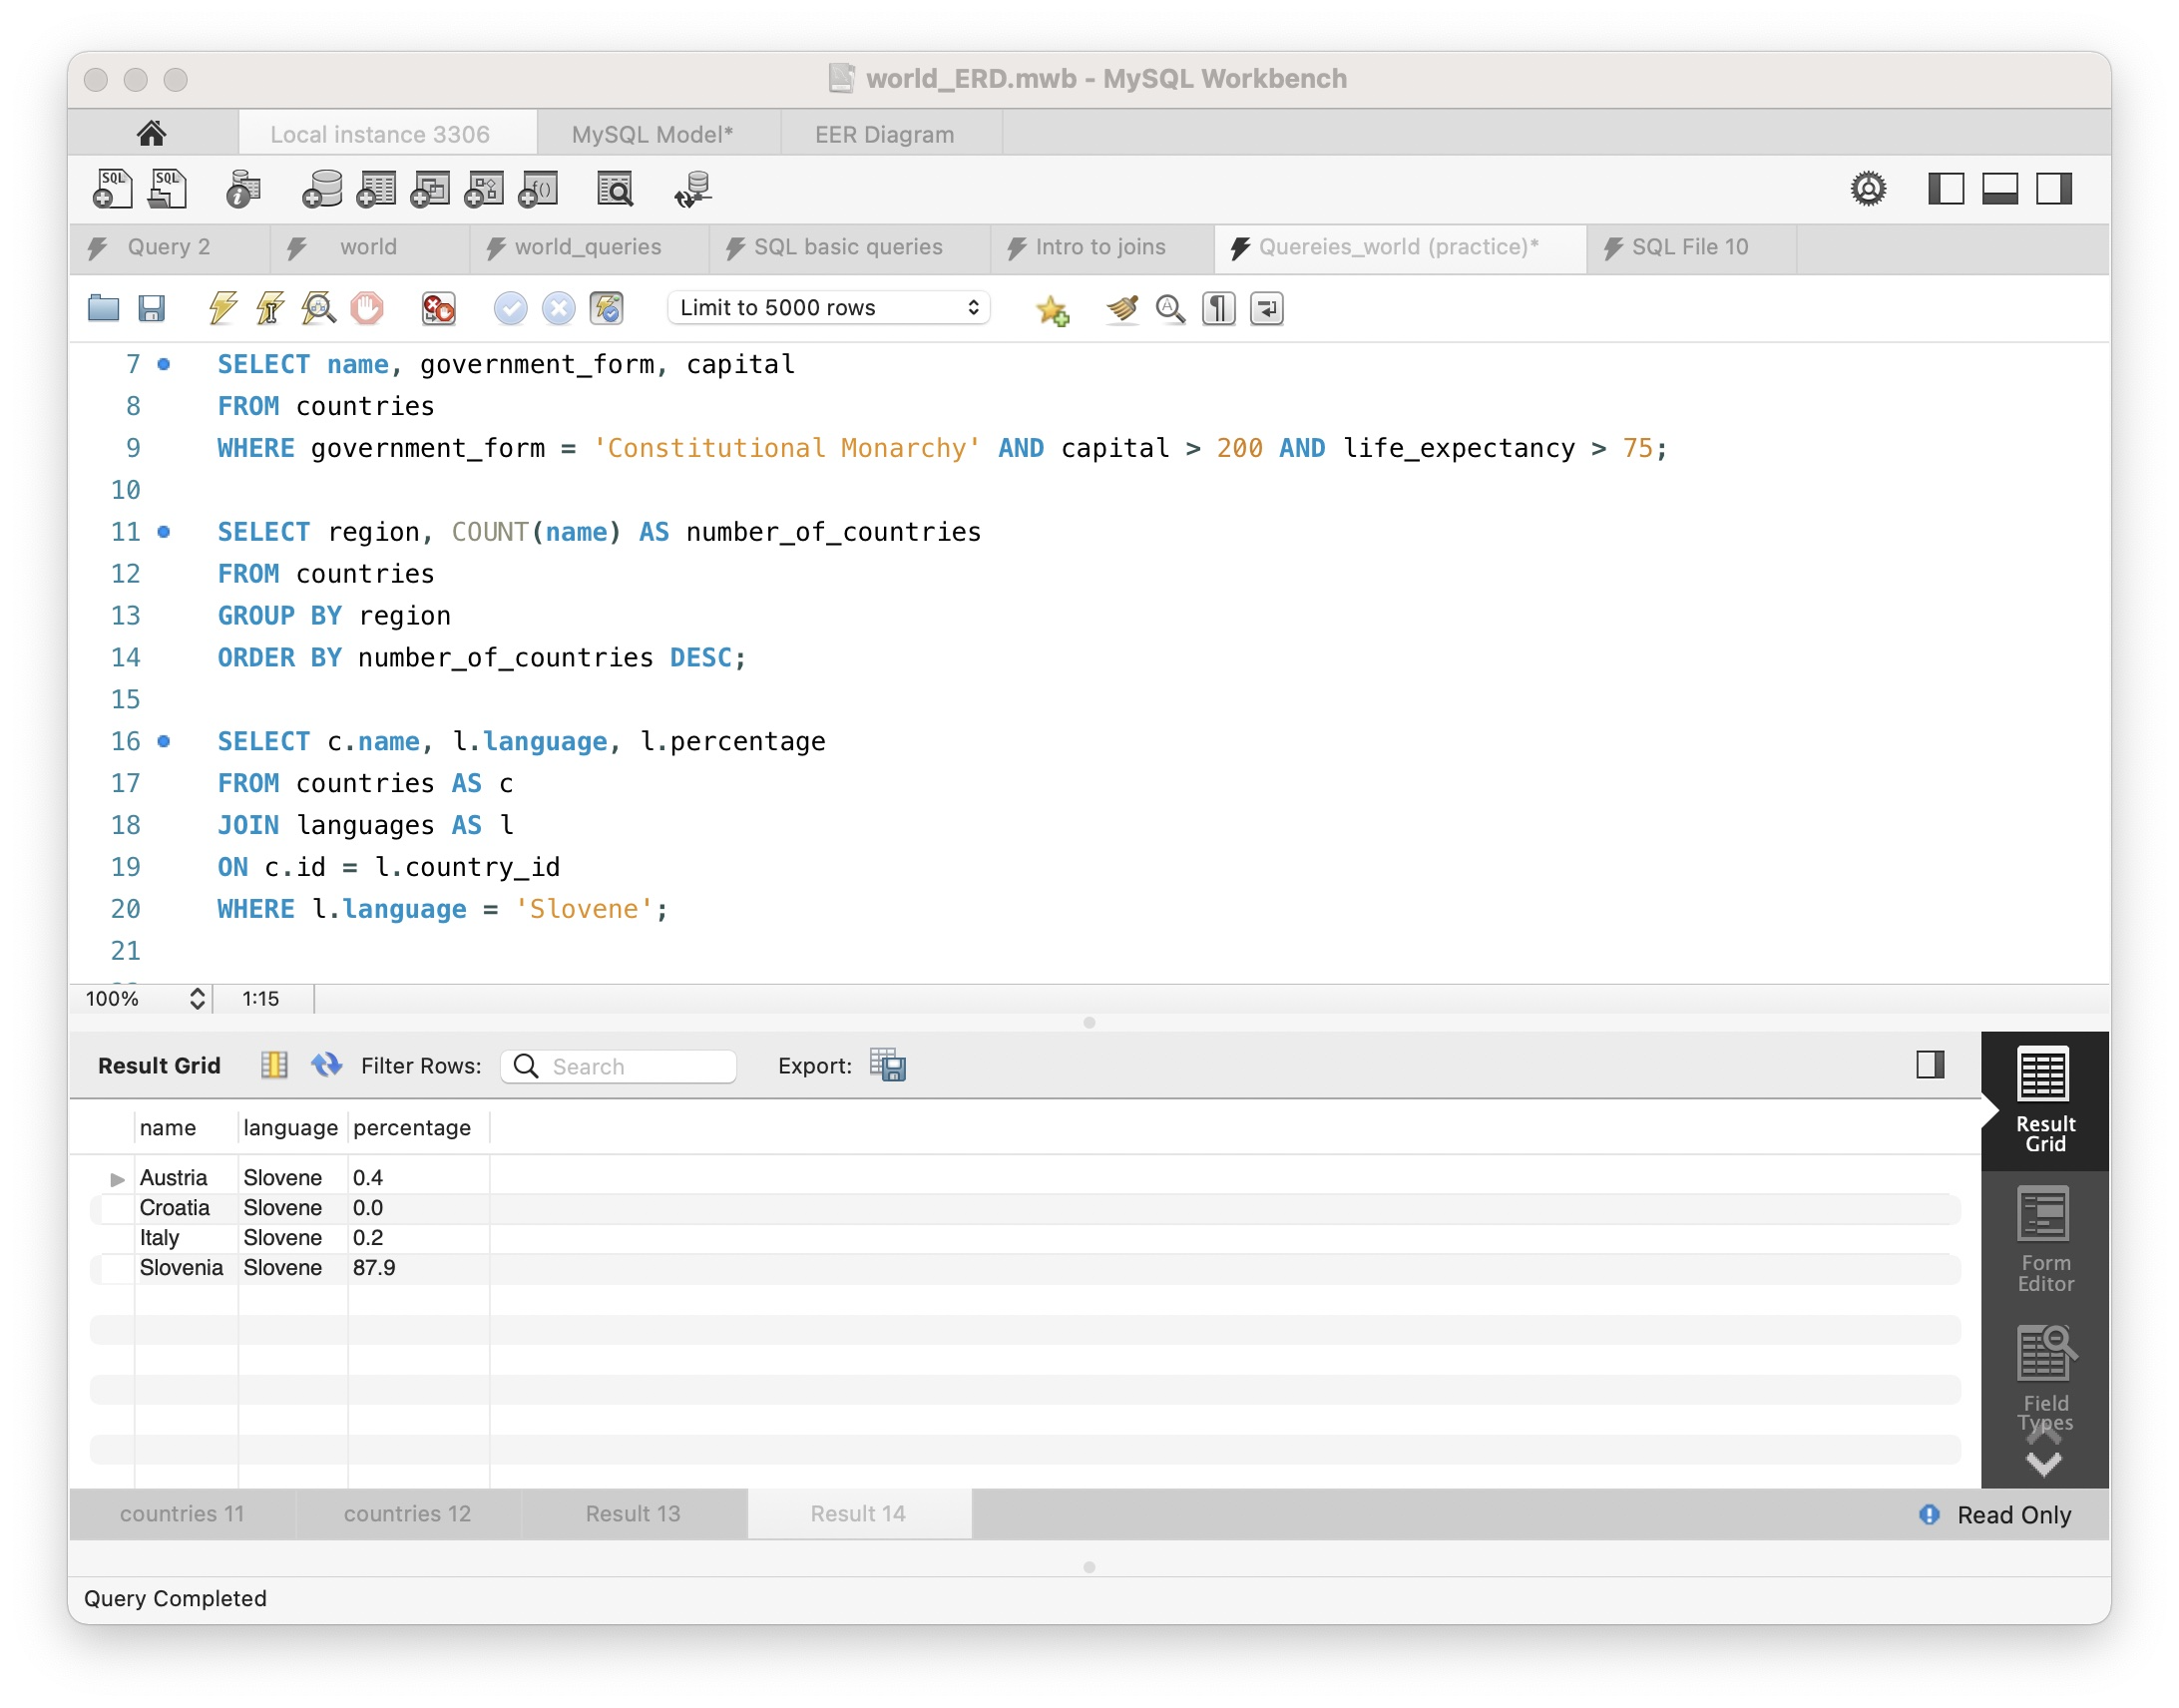 world_ERD.mwb - MySQL Workbench
Local instance 3306 MySQL Model* EER Diagram
SQL SQL
Query 2 world world_queries SQL basic queries Intro to joins Quereies_world (practice)* SQL File 10
Limit to 5000 rows
7 SELECT name, government_form, capital
8 FROM countries
9 WHERE government_form = 'Constitutional Monarchy' AND capital > 200 AND life_expectancy > 75;
10
11 SELECT region, COUNT(name) AS number_of_countries
12 FROM countries
13 GROUP BY region
14 ORDER BY number_of_countries DESC;
15
16 SELECT c.name, l.language, l.percentage
17 FROM countries AS c
18 JOIN languages AS l
19 ON c.id = l.country_id
20 WHERE l.language = 'Slovene';
21
100% 1:15
Result Grid Filter Rows: Search Export:
name language percentage
Austria Slovene 0.4
Croatia Slovene 0.0
Italy Slovene 0.2
Slovenia Slovene 87.9
Result
Grid
Form
Editor
Field
Types
countries 11 countries 12 Result 13 Result 14 Read Only
Query Completed